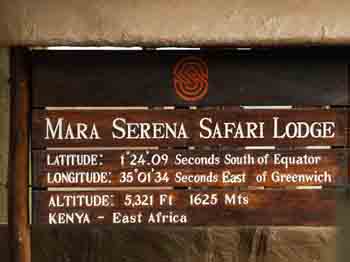 MARA SERENA SAFARI LODGE
LATITUDE: 1°24'.09 Seconds South of Equator
LONGITUDE: 35°01'34 Seconds East of Greenwich
ALTITUDE: 5,321 Ft 1625 Mts
KENYA - East Africa